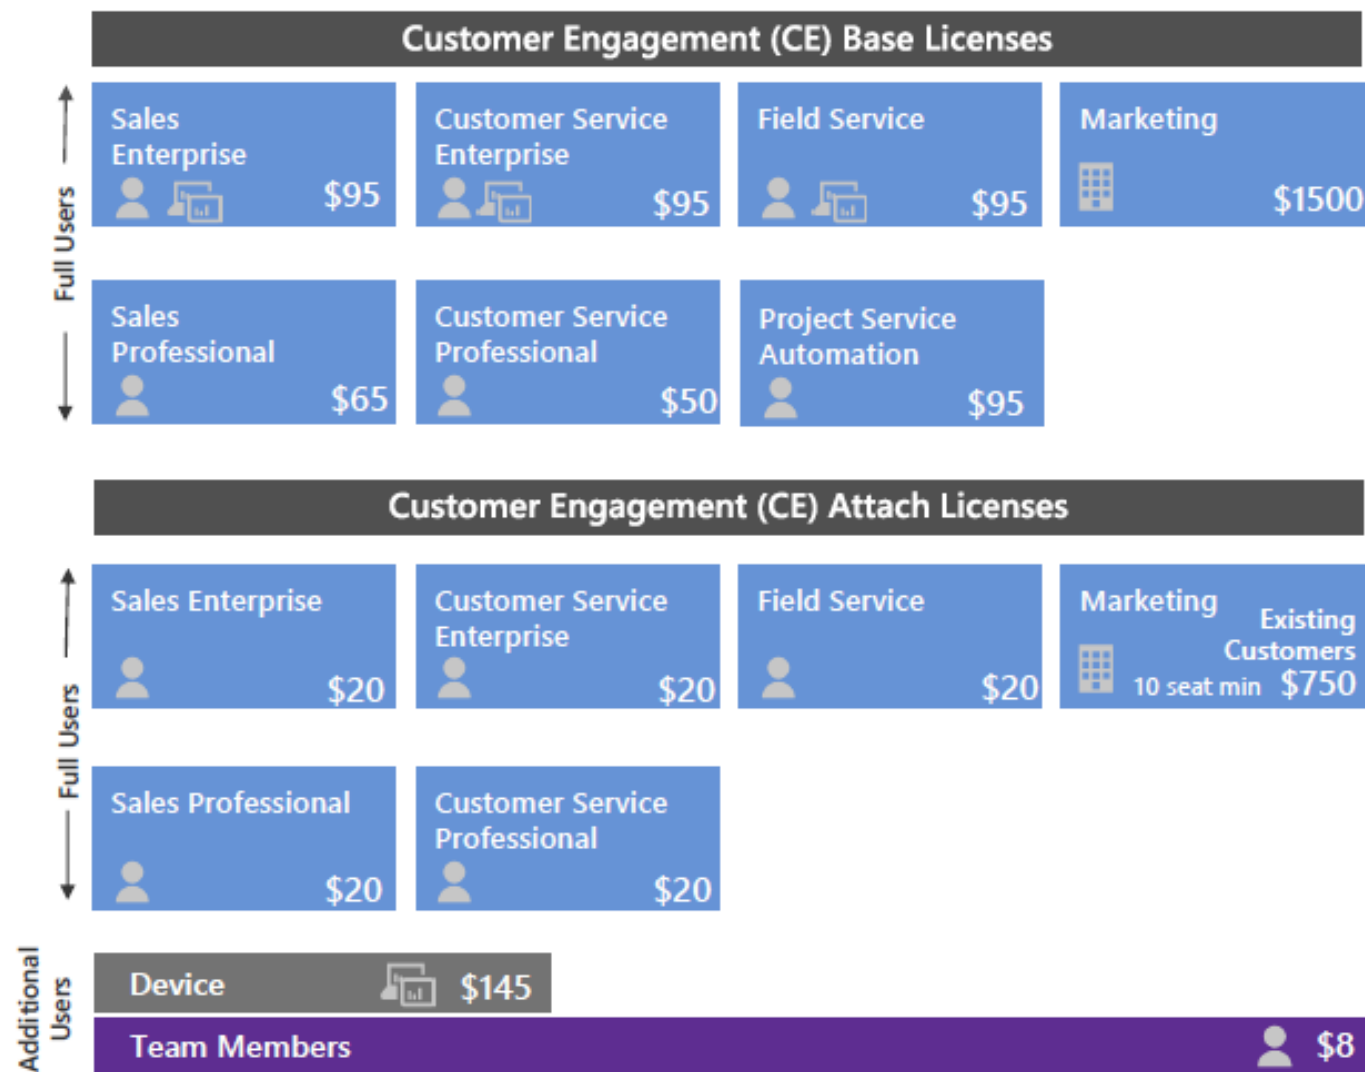 Customer Engagement (CE) Base Licenses
Full Users
Sales
Enterprise
$95
Customer Service
Enterprise
$95
Field Service
$95
Marketing
$1500
Sales
Professional
$65
Customer Service
Professional
$50
Project Service
Automation
$95
Customer Engagement (CE) Attach Licenses
Full Users
Sales Enterprise
$20
Customer Service
Enterprise
$20
Field Service
$20
Marketing
Existing
Customers
10 seat min $750
Sales Professional
$20
Customer Service
Professional
$20
Additional
Users
Device $145
Team Members $8